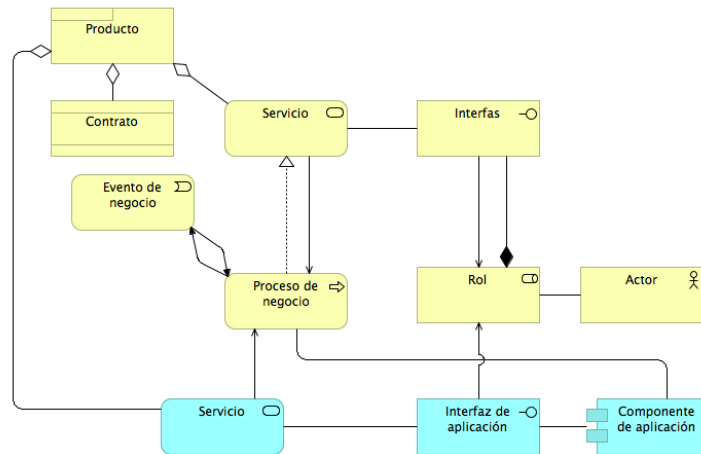 Producto
Contrato
Servicio
Interfas
Evento de
negocio
Proceso de
negocio
Rol
Actor
Servicio
Interfaz de
aplicación
Componente
de aplicación